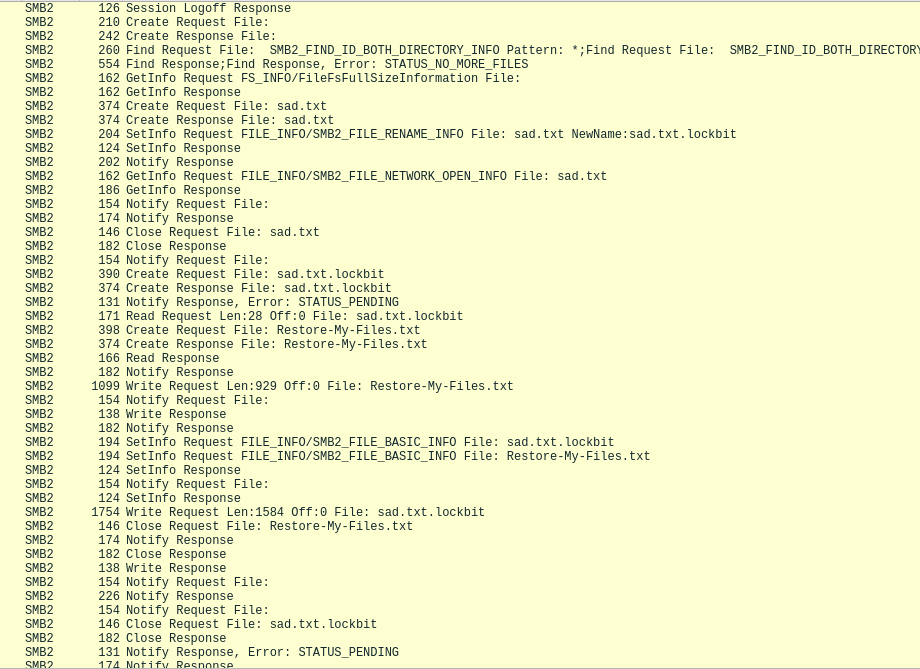 SMB2 126 Session Logoff Response
SMB2 210 Create Request File:
SMB2 242 Create Response File:
SMB2 260 Find Request File:  SMB2_FIND_ID_BOTH_DIRECTORY_INFO Pattern: *;Find Request File:  SMB2_FIND_ID_BOTH_DIRECTORY
SMB2 554 Find Response;Find Response, Error: STATUS_NO_MORE_FILES
SMB2 162 GetInfo Request FS_INFO/FileFsFullSizeInformation File:
SMB2 162 GetInfo Response
SMB2 374 Create Request File: sad.txt
SMB2 374 Create Response File: sad.txt
SMB2 204 SetInfo Request FILE_INFO/SMB2_FILE_RENAME_INFO File: sad.txt NewName:sad.txt.lockbit
SMB2 124 SetInfo Response
SMB2 202 Notify Response
SMB2 162 GetInfo Request FILE_INFO/SMB2_FILE_NETWORK_OPEN_INFO File: sad.txt
SMB2 186 GetInfo Response
SMB2 154 Notify Request File:
SMB2 174 Notify Response
SMB2 146 Close Request File: sad.txt
SMB2 182 Close Response
SMB2 154 Notify Request File:
SMB2 390 Create Request File: sad.txt.lockbit
SMB2 374 Create Response File: sad.txt.lockbit
SMB2 131 Notify Response, Error: STATUS_PENDING
SMB2 171 Read Request Len:28 Off:0 File: sad.txt.lockbit
SMB2 398 Create Request File: Restore-My-Files.txt
SMB2 374 Create Response File: Restore-My-Files.txt
SMB2 166 Read Response
SMB2 182 Notify Response
SMB2 1099 Write Request Len:929 Off:0 File: Restore-My-Files.txt
SMB2 154 Notify Request File:
SMB2 138 Write Response
SMB2 182 Notify Response
SMB2 194 SetInfo Request FILE_INFO/SMB2_FILE_BASIC_INFO File: sad.txt.lockbit
SMB2 194 SetInfo Request FILE_INFO/SMB2_FILE_BASIC_INFO File: Restore-My-Files.txt
SMB2 124 SetInfo Response
SMB2 154 Notify Request File:
SMB2 124 SetInfo Response
SMB2 1754 Write Request Len:1584 Off:0 File: sad.txt.lockbit
SMB2 146 Close Request File: Restore-My-Files.txt
SMB2 174 Notify Response
SMB2 182 Close Response
SMB2 138 Write Response
SMB2 154 Notify Request File:
SMB2 226 Notify Response
SMB2 154 Notify Request File:
SMB2 146 Close Request File: sad.txt.lockbit
SMB2 182 Close Response
SMB2 131 Notify Response, Error: STATUS_PENDING
SMB2 174 Notify Response